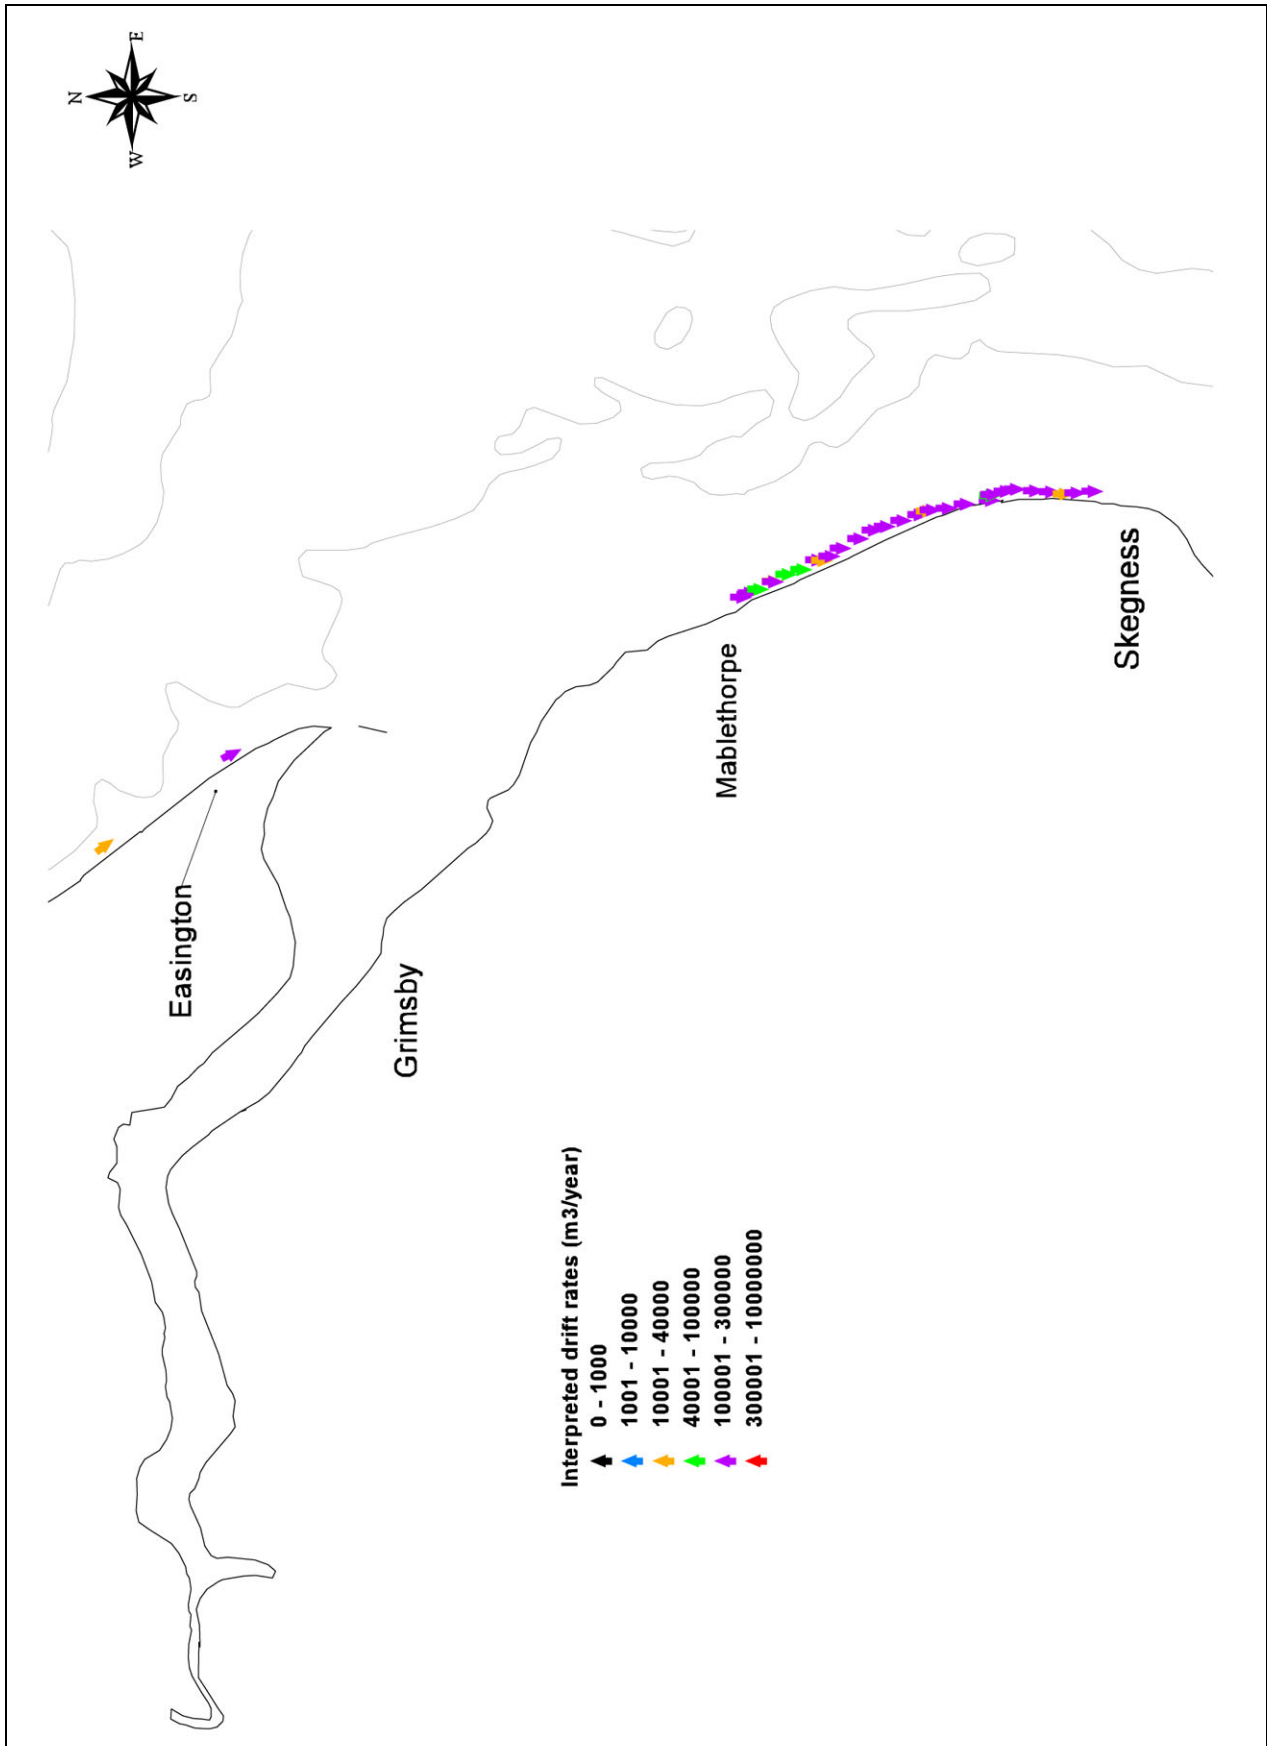 N
E
S
W
Easington
Grimsby
Mablethorpe
Skegness
Interpreted drift rates (m3/year)
0 - 1000
1001 - 10000
10001 - 40000
40001 - 100000
100001 - 300000
300001 - 10000000